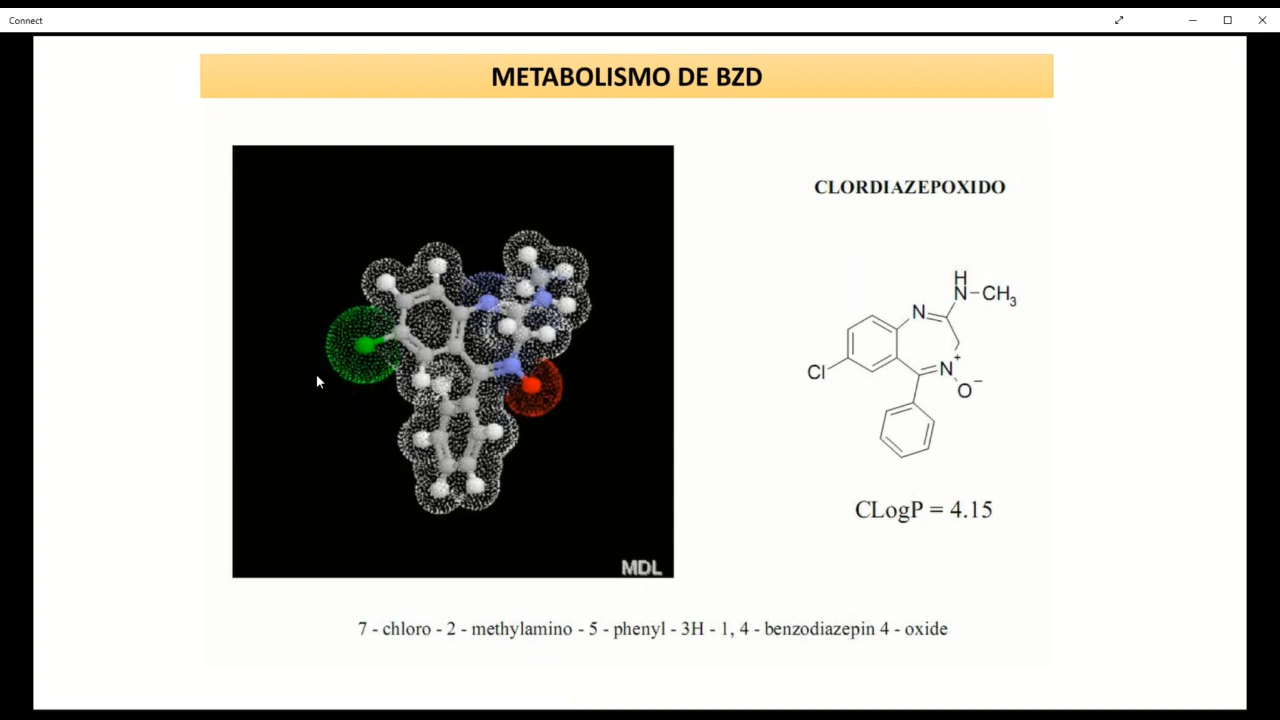 Connect
METABOLISMO DE BZD
CLORDIAZEPOXIDO
H
N
CH3
N
N
+
O
−
Cl
CLogP = 4.15
MDL
7 - chloro - 2 - methylamino - 5 - phenyl - 3H - 1, 4 - benzodiazepin 4 - oxide